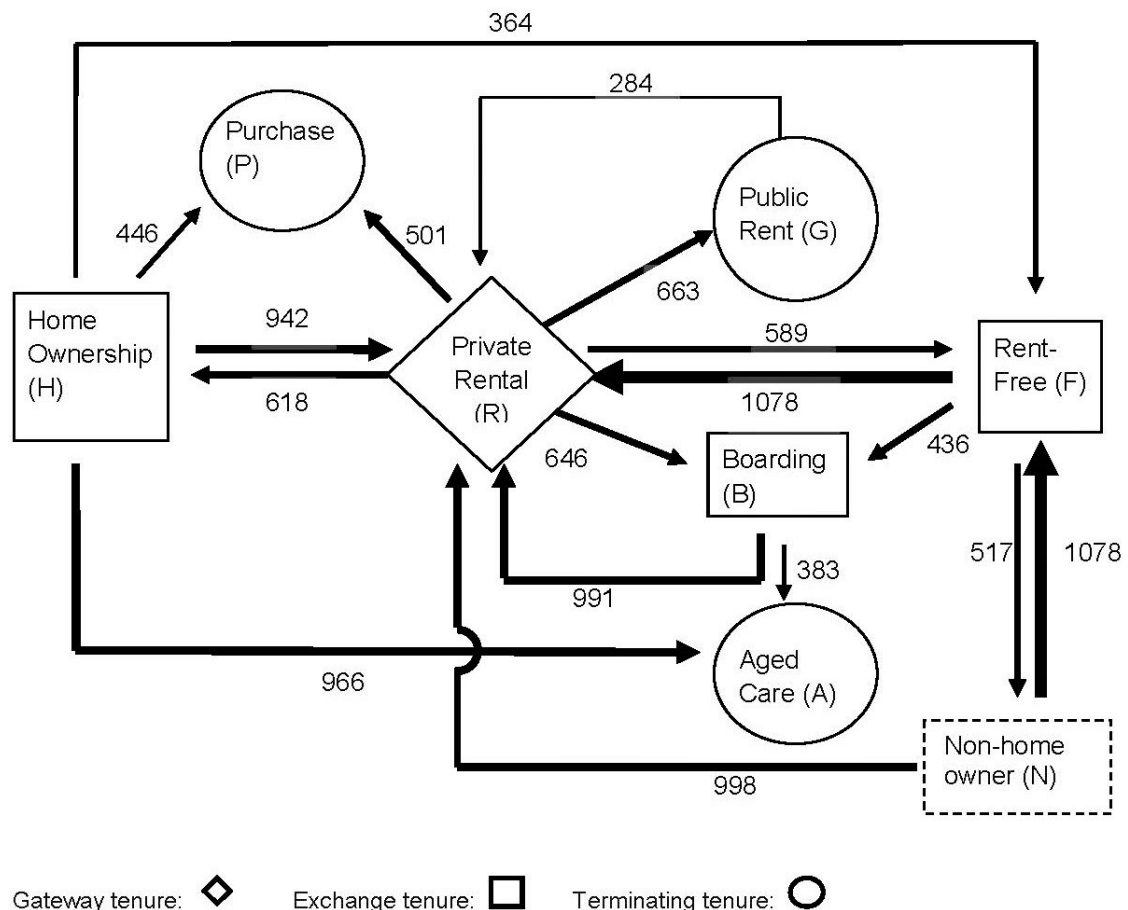 364
284
Purchase
(P)
Public
Rent (G)
446
501
663
Home
Ownership
(H)
942
618
Private
Rental
(R)
589
1078
Rent-
Free (F)
646
Boarding
(B)
436
991
383
517
1078
966
Aged
Care (A)
998
Non-home
owner (N)
Gateway tenure:
Exchange tenure:
Terminating tenure: